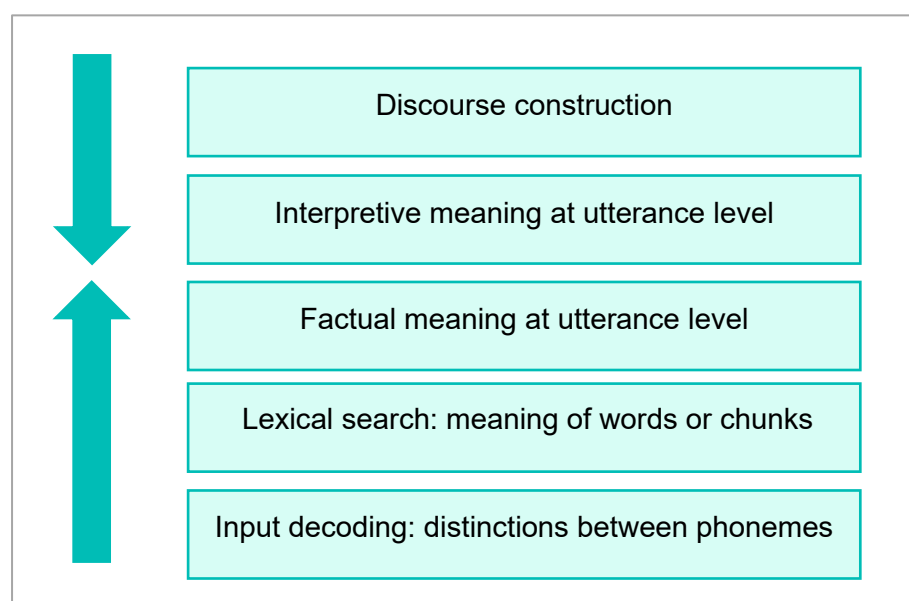 Discourse construction
Interpretive meaning at utterance level
Factual meaning at utterance level
Lexical search: meaning of words or chunks
Input decoding: distinctions between phonemes